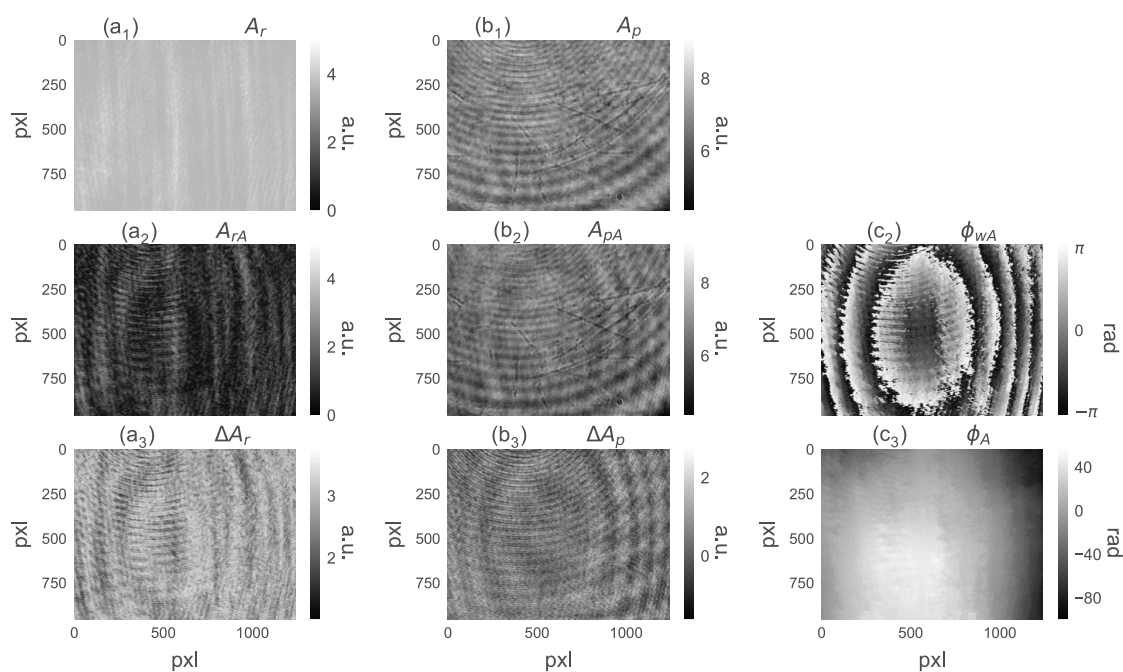 (a₁) Aᵣ (b₁) Aₚ
0 250 500 750 pxl 4 2 0 a.u. 0 250 500 750 pxl 8 6 a.u.
(a₂) AᵣA (b₂) AₚA (c₂) ϕwA
0 250 500 750 pxl 4 2 0 a.u. 0 250 500 750 pxl 8 6 a.u. 0 250 500 750 pxl π 0 −π rad
(a₃) ΔAᵣ (b₃) ΔAₚ (c₃) ϕA
0 250 500 750 pxl 3 2 a.u. 0 250 500 750 pxl 2 0 a.u. 0 250 500 750 pxl 40 0 −40 −80 rad
0 500 1000 0 500 1000 0 500 1000
pxl pxl pxl